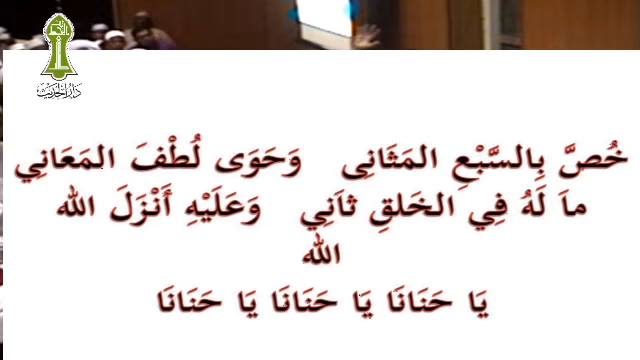 دار الحديث
خُصَّ بِالسَّبْعِ المَثَانِى وَحَوَى لُطْفَ المَعَانِي
ماَ لَهُ فِي الخَلقِ ثاَنِي وَعَلَيْهِ أَنْزَلَ الله
الله
يَا حَنَانَا يَا حَنَانَا يَا حَنَانَا